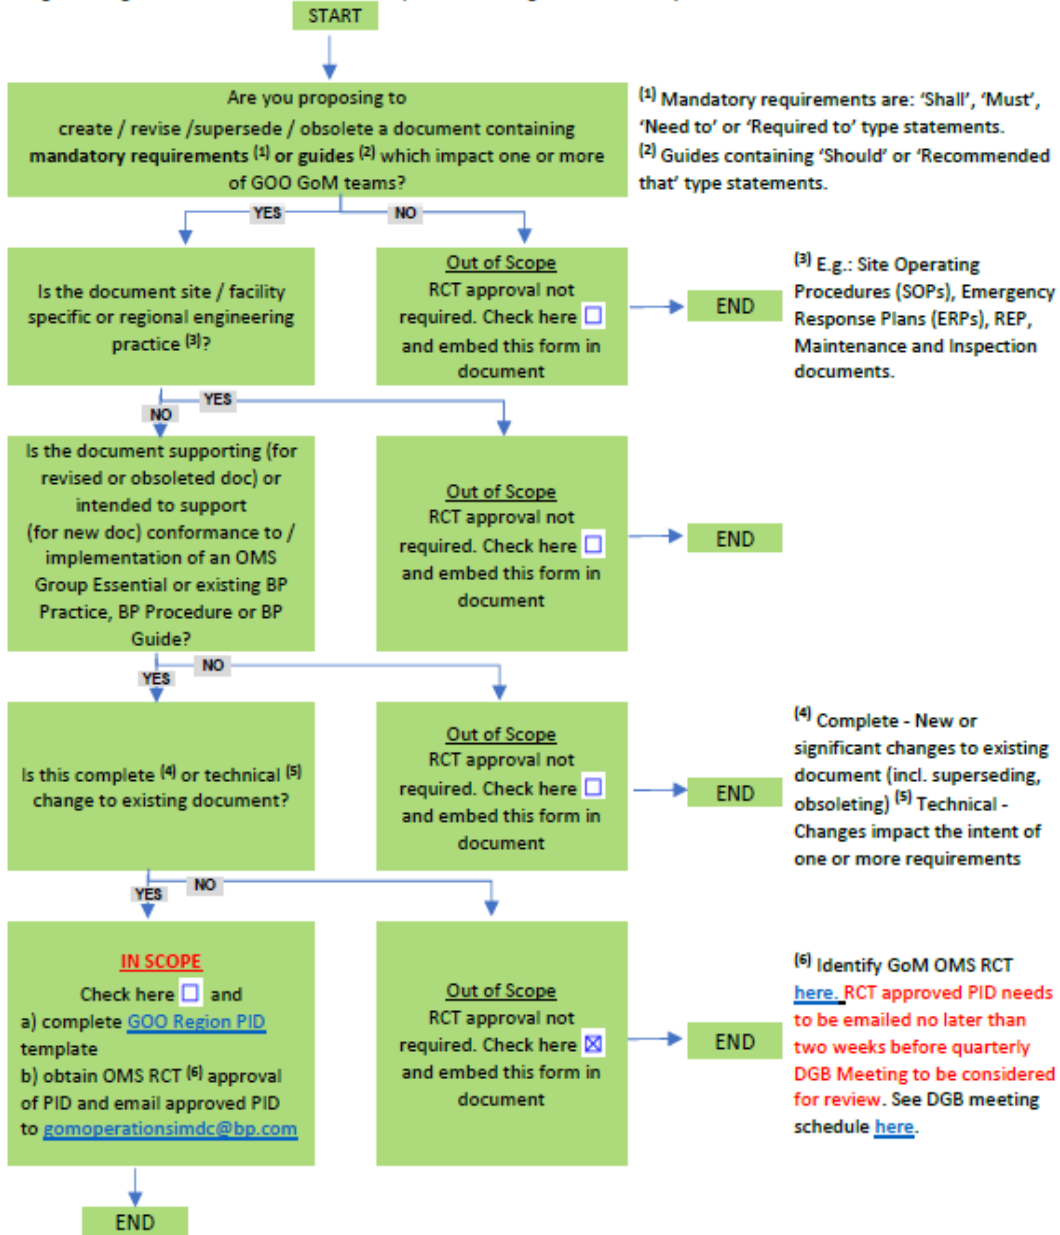 START
Are you proposing to
create / revise /supersede / obsolete a document containing
mandatory requirements (1) or guides (2) which impact one or more
of GOO GoM teams?
(1) Mandatory requirements are: ‘Shall’, ‘Must’,
‘Need to’ or ‘Required to’ type statements.
(2) Guides containing ‘Should’ or ‘Recommended
that’ type statements.
YES
NO
Is the document site / facility
specific or regional engineering
practice (3)?
Out of Scope
RCT approval not
required. Check here ☐
and embed this form in
document
END
(3) E.g.: Site Operating
Procedures (SOPs), Emergency
Response Plans (ERPs), REP,
Maintenance and Inspection
documents.
YES
NO
Is the document supporting (for
revised or obsoleted doc) or
intended to support
(for new doc) conformance to /
implementation of an OMS
Group Essential or existing BP
Practice, BP Procedure or BP
Guide?
Out of Scope
RCT approval not
required. Check here ☐
and embed this form in
document
END
NO
YES
Is this complete (4) or technical (5)
change to existing document?
Out of Scope
RCT approval not
required. Check here ☐
and embed this form in
document
END
(4) Complete - New or
significant changes to existing
document (incl. superseding,
obsoleting) (5) Technical -
Changes impact the intent of
one or more requirements
NO
YES
IN SCOPE
Check here ☐ and
a) complete GOO Region PID
template
b) obtain OMS RCT (6) approval
of PID and email approved PID
to gomoperationsimdc@bp.com
Out of Scope
RCT approval not
required. Check here ☒
and embed this form in
document
END
(6) Identify GoM OMS RCT
here. RCT approved PID needs
to be emailed no later than
two weeks before quarterly
DGB Meeting to be considered
for review. See DGB meeting
schedule here.
END